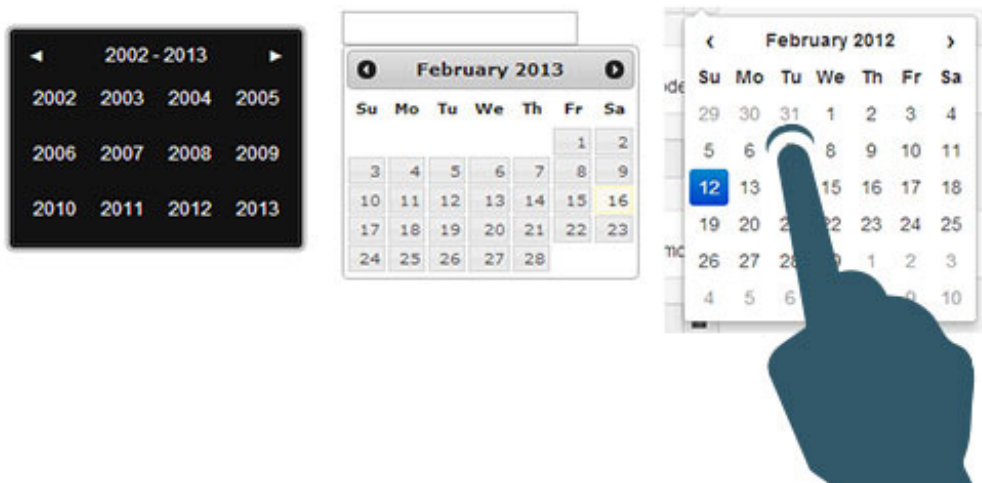 ◄ 2002 - 2013 ►
2002 2003 2004 2005
2006 2007 2008 2009
2010 2011 2012 2013
February 2013
Su Mo Tu We Th Fr Sa
1 2
3 4 5 6 7 8 9
10 11 12 13 14 15 16
17 18 19 20 21 22 23
24 25 26 27 28
‹ February 2012 ›
Su Mo Tu We Th Fr Sa
29 30 31 1 2 3 4
5 6 8 9 10 11
12 13 15 16 17 18
19 20 22 23 24 25
26 27 28 1 2 3
4 5 6 9 10